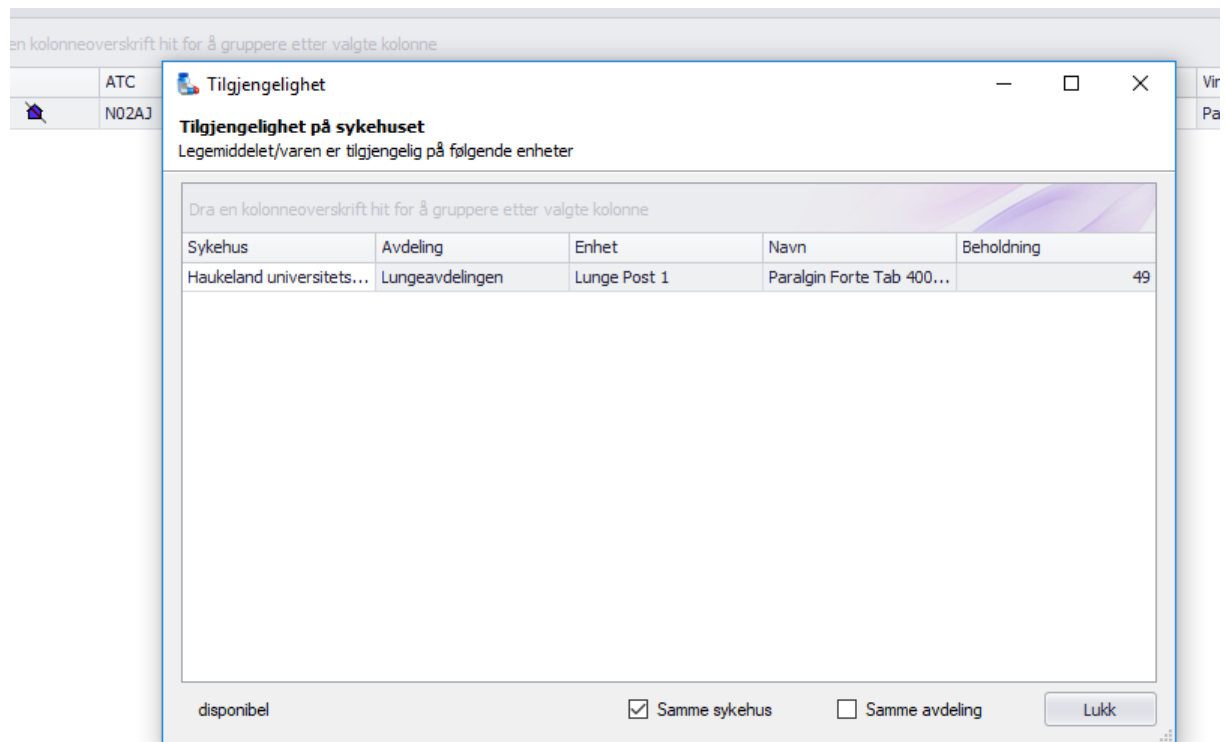 en kolonneoverskrift hit for å gruppere etter valgte kolonne
ATC
N02AJ
Vir
Pa
Tilgjengelighet
Tilgjengelighet på sykehuset
Legemiddelet/varen er tilgjengelig på følgende enheter
Dra en kolonneoverskrift hit for å gruppere etter valgte kolonne
Sykehus Avdeling Enhet Navn Beholdning
Haukeland universitets... Lungeavdelingen Lunge Post 1 Paralgin Forte Tab 400... 49
disponibel Samme sykehus Samme avdeling Lukk